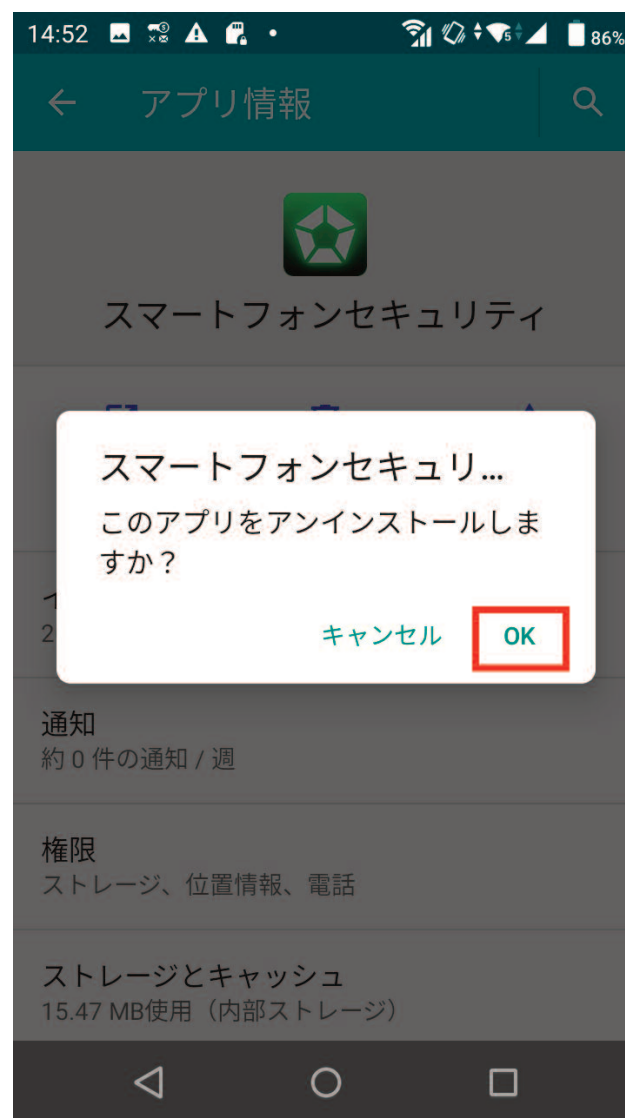 14:52
86%
アプリ情報
スマートフォンセキュリティ
スマートフォンセキュリ...
このアプリをアンインストールしま
すか？
キャンセル OK
2
通知
約 0 件の通知 / 週
権限
ストレージ、位置情報、電話
ストレージとキャッシュ
15.47 MB使用（内部ストレージ）